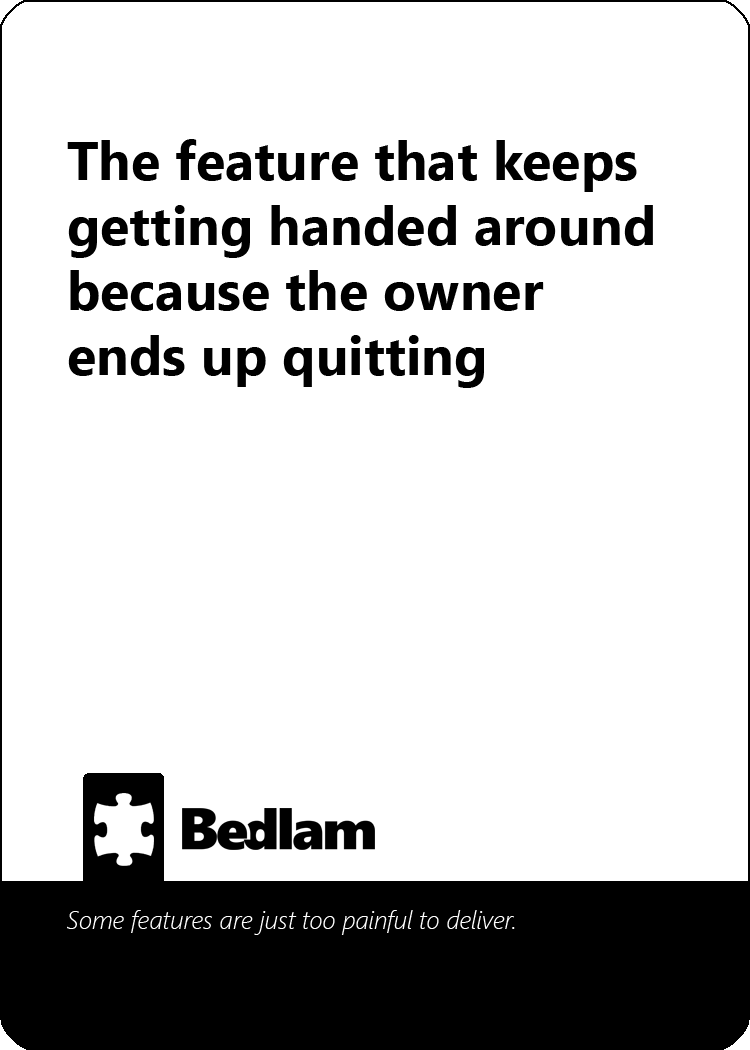 The feature that keeps
getting handed around
because the owner
ends up quitting
Bedlam
Some features are just too painful to deliver.